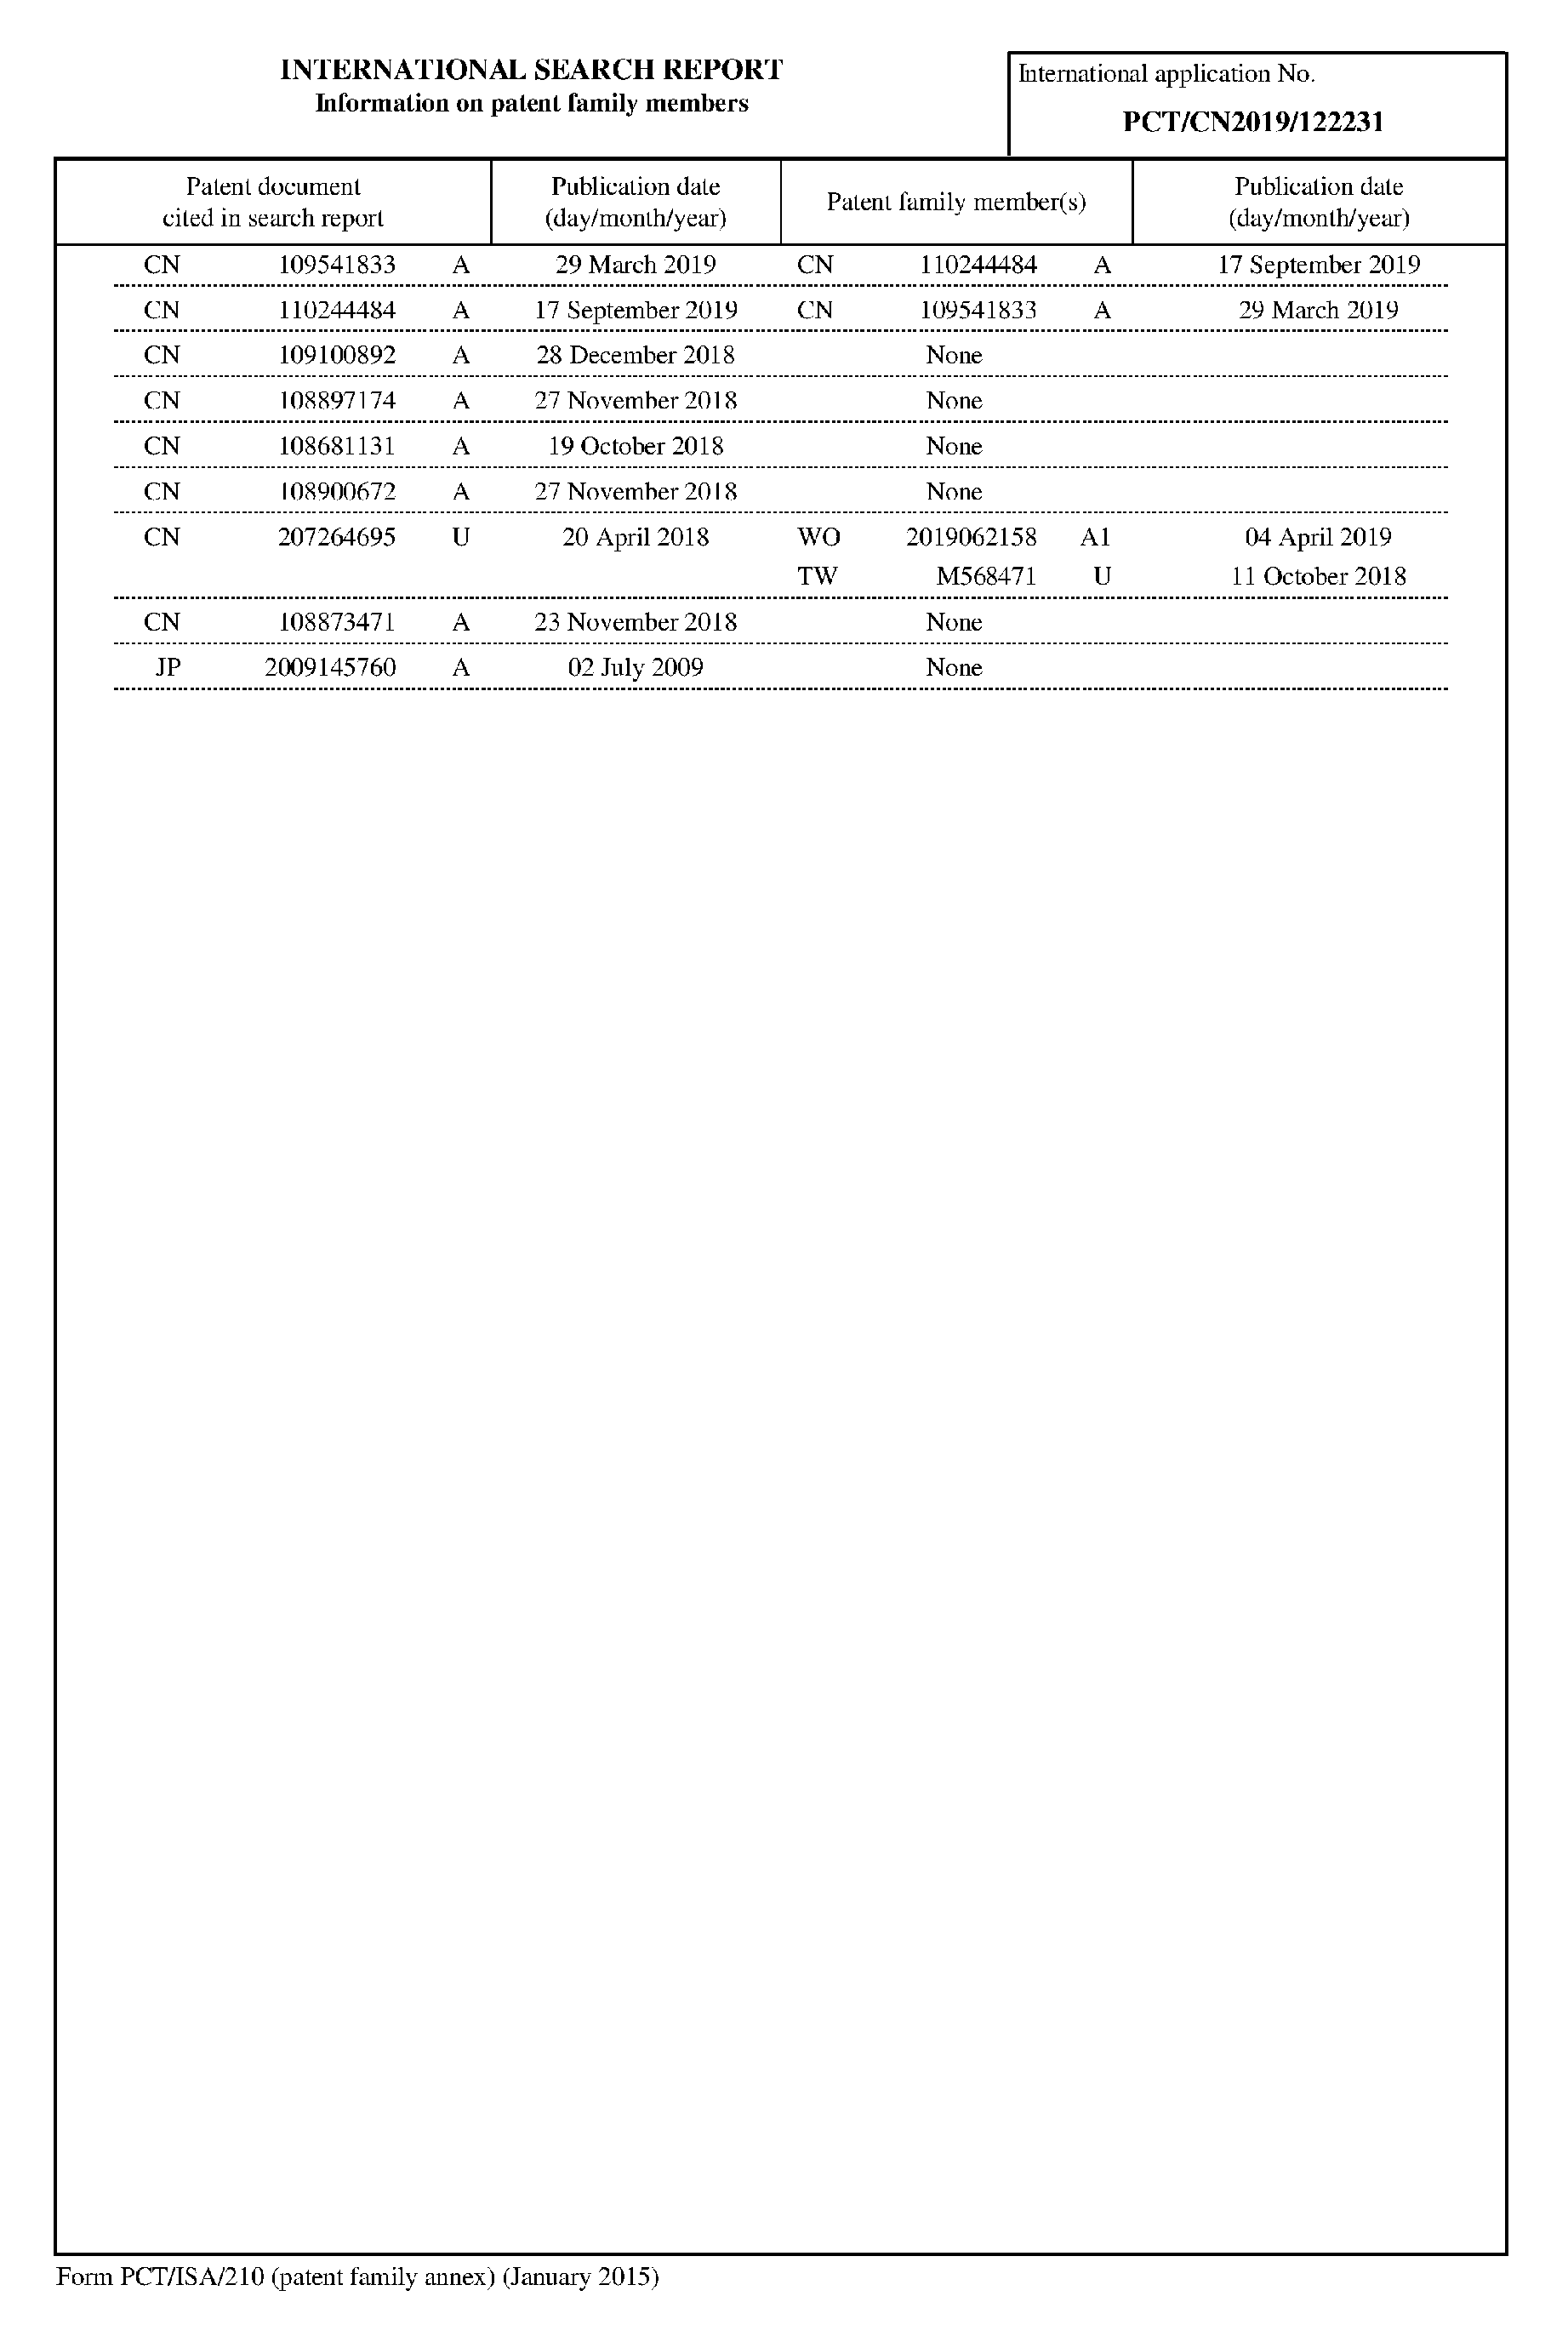 INTERNATIONAL SEARCH REPORT
Information on patent family members
International application No.
PCT/CN2019/122231
Patent document
cited in search report
Publication date
(day/month/year)
Patent family member(s)
Publication date
(day/month/year)
CN 109541833 A 29 March 2019 CN 110244484 A 17 September 2019
CN 110244484 A 17 September 2019 CN 109541833 A 29 March 2019
CN 109100892 A 28 December 2018 None
CN 108897174 A 27 November 2018 None
CN 108681131 A 19 October 2018 None
CN 108900672 A 27 November 2018 None
CN 207264695 U 20 April 2018 WO 2019062158 A1 04 April 2019
TW M568471 U 11 October 2018
CN 108873471 A 23 November 2018 None
JP 2009145760 A 02 July 2009 None
Form PCT/ISA/210 (patent family annex) (January 2015)